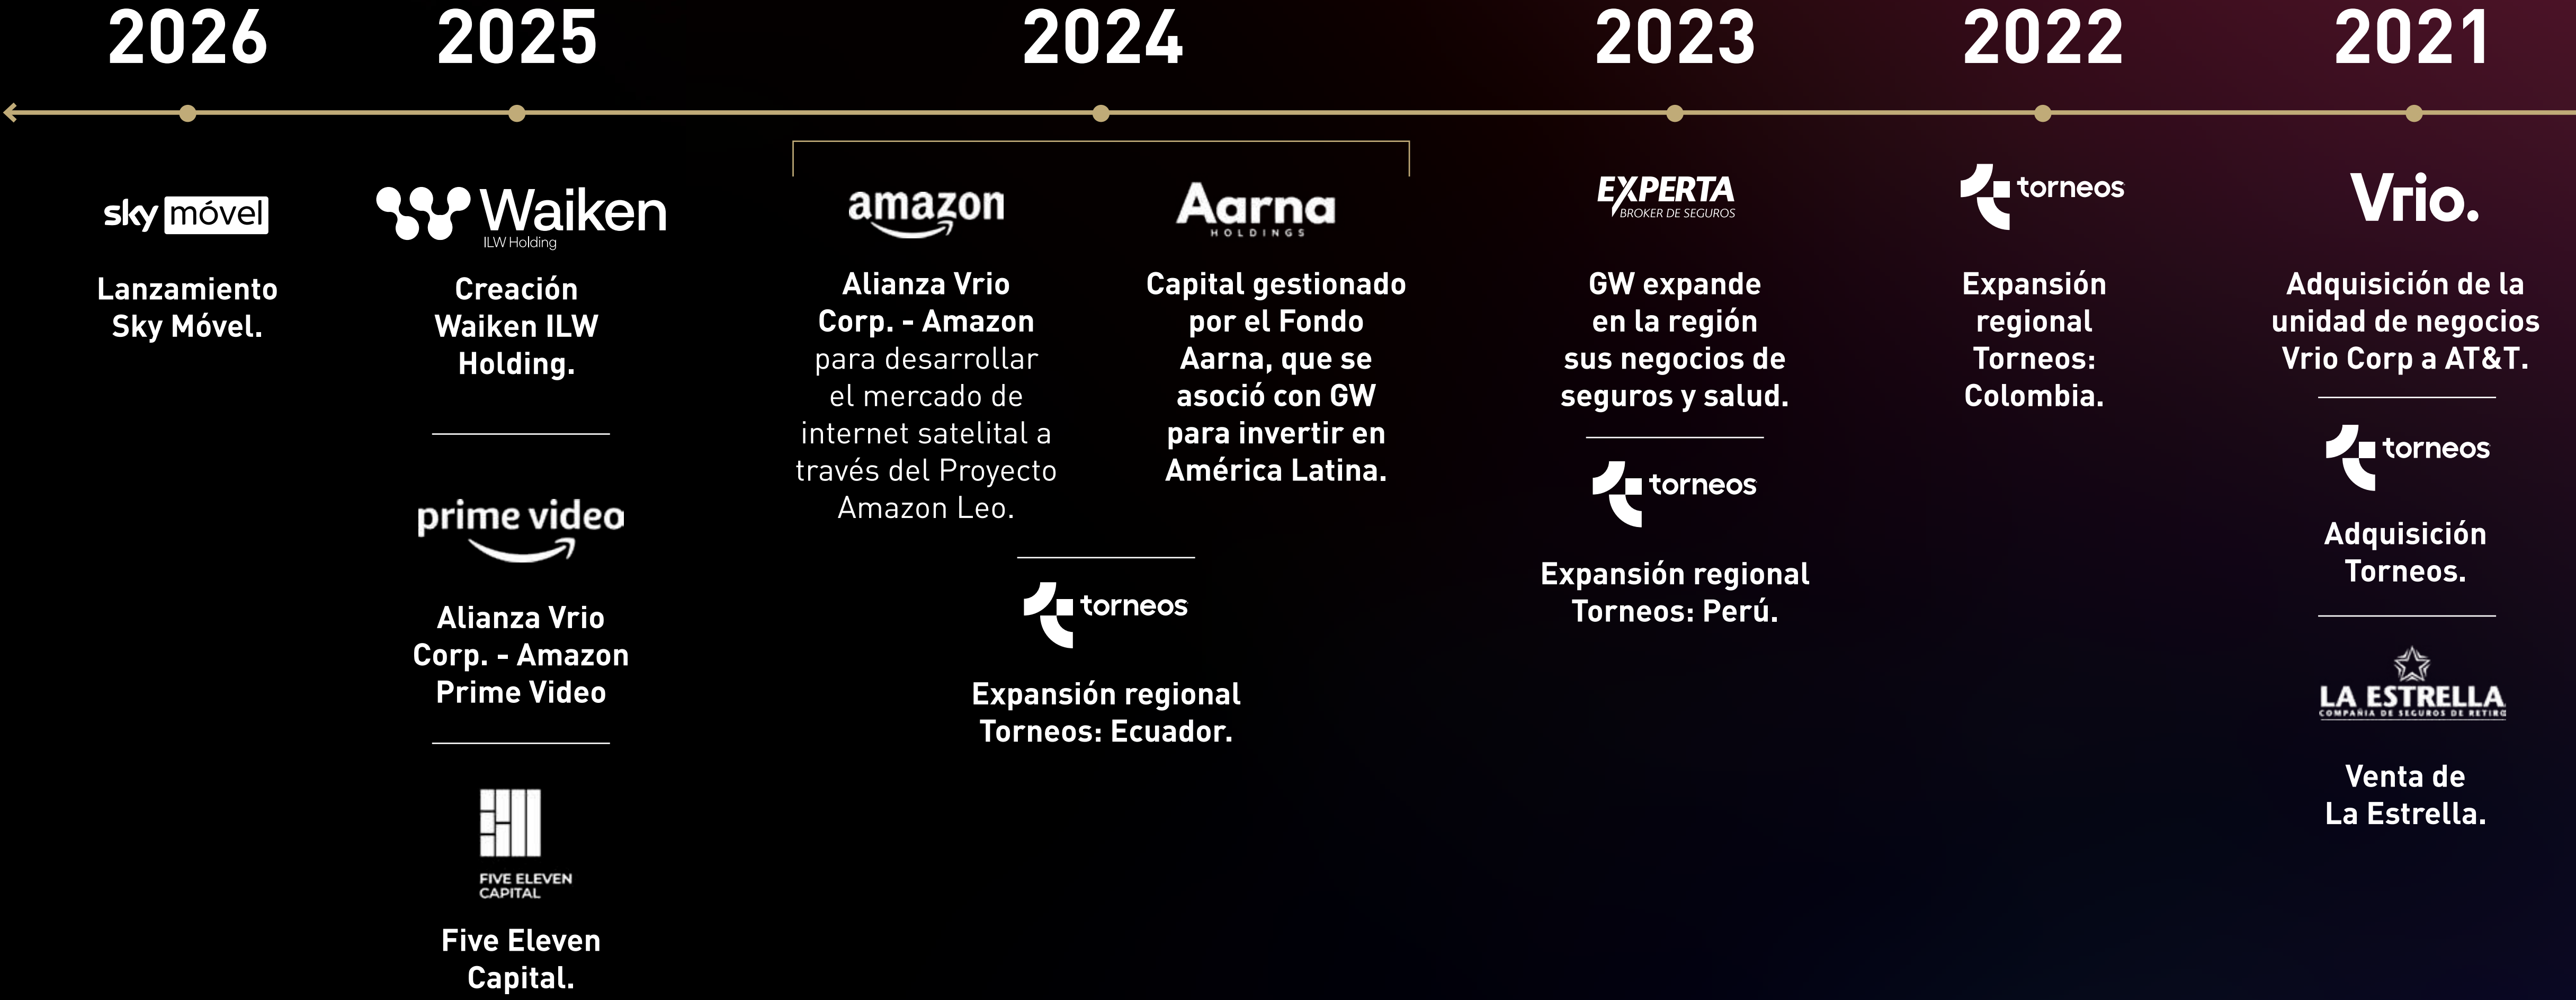 2026
sky móvel
Lanzamiento
Sky Móvel.
2025
Waiken
ILW Holding
Creación
Waiken ILW
Holding.
prime video
Alianza Vrio
Corp. - Amazon
Prime Video
FIVE ELEVEN
CAPITAL
Five Eleven
Capital.
2024
amazon
Alianza Vrio
Corp. - Amazon
para desarrollar
el mercado de
internet satelital a
través del Proyecto
Amazon Leo.
Aarna
HOLDINGS
Capital gestionado
por el Fondo
Aarna, que se
asoció con GW
para invertir en
América Latina.
torneos
Expansión regional
Torneos: Ecuador.
2023
EXPERTA
BROKER DE SEGUROS
GW expande
en la región
sus negocios de
seguros y salud.
torneos
Expansión regional
Torneos: Perú.
2022
torneos
Expansión
regional
Torneos:
Colombia.
2021
Vrio.
Adquisición de la
unidad de negocios
Vrio Corp a AT&T.
torneos
Adquisición
Torneos.
LA ESTRELLA
COMPAÑIA DE SEGUROS DE RETIRO
Venta de
La Estrella.